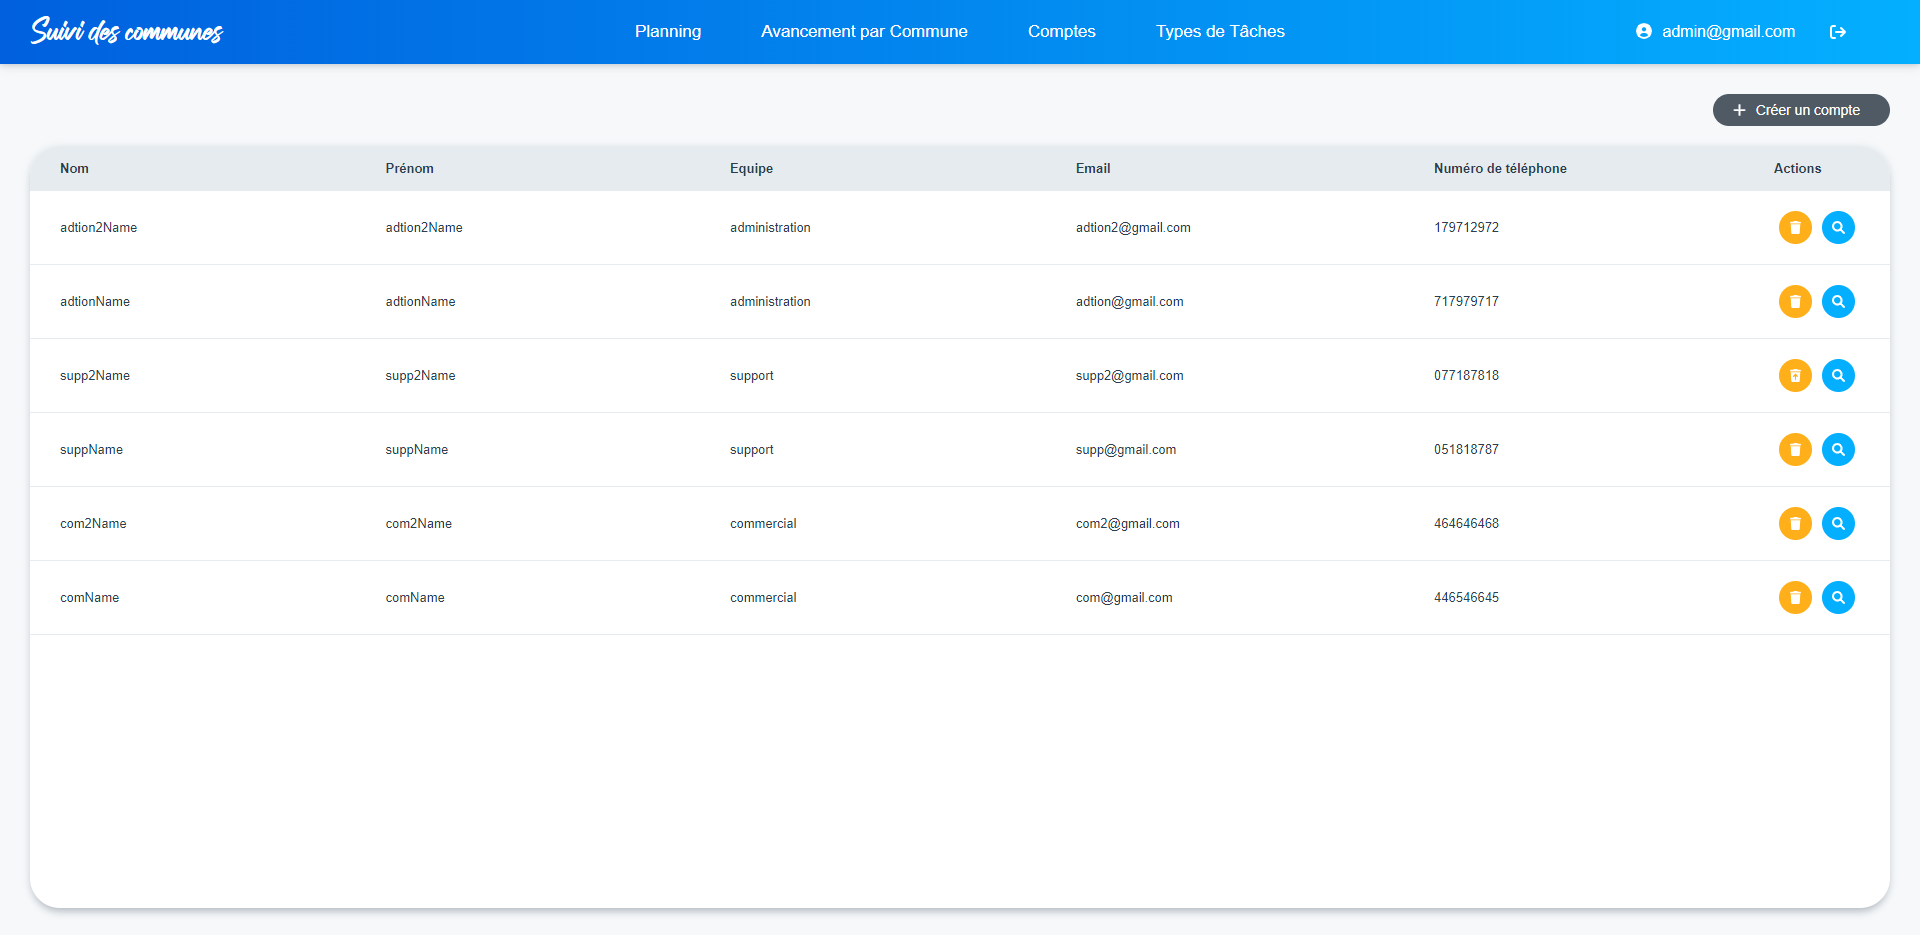 Suivi des communes Planning Avancement par Commune Comptes Types de Tâches admin@gmail.com
Créer un compte
Nom Prénom Equipe Email Numéro de téléphone Actions
adtion2Name adtion2Name administration adtion2@gmail.com 179712972
adtionName adtionName administration adtion@gmail.com 717979717
supp2Name supp2Name support supp2@gmail.com 077187818
suppName suppName support supp@gmail.com 051818787
com2Name com2Name commercial com2@gmail.com 464646468
comName comName commercial com@gmail.com 446546645